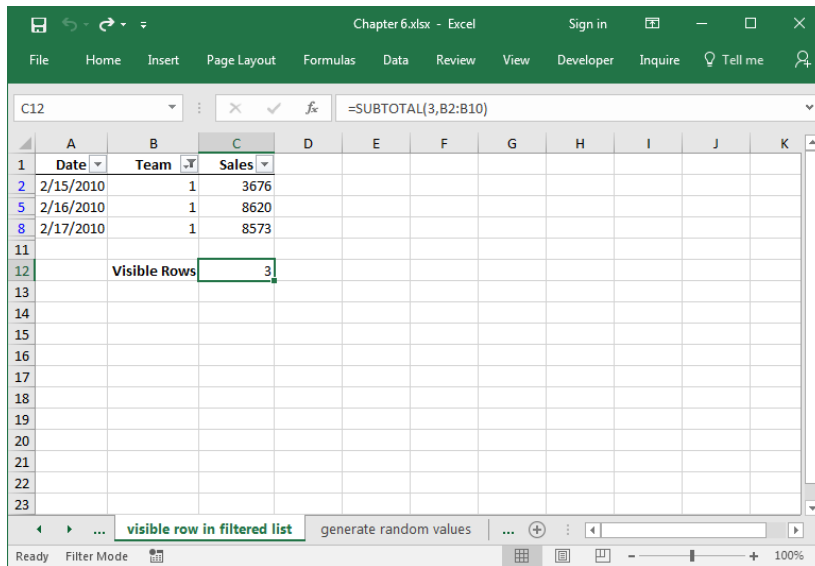 Chapter 6.xlsx - Excel Sign in
File Home Insert Page Layout Formulas Data Review View Developer Inquire Tell me
C12 fx =SUBTOTAL(3,B2:B10)
A B C D E F G H I J K
1 Date Team Sales
2 2/15/2010 1 3676
5 2/16/2010 1 8620
8 2/17/2010 1 8573
11
12 Visible Rows 3
13
14
15
16
17
18
19
20
21
22
23
... visible row in filtered list generate random values ...
Ready Filter Mode 100%